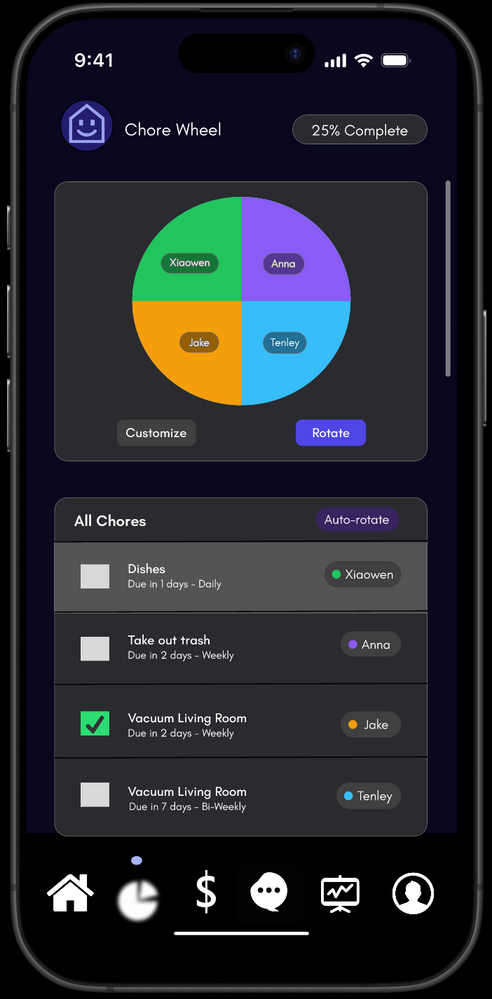 9:41
Chore Wheel
25% Complete
Xiaowen
Anna
Jake
Tenley
Customize
Rotate
All Chores
Auto-rotate
Dishes
Due in 1 days - Daily
Xiaowen
Take out trash
Due in 2 days - Weekly
Anna
Vacuum Living Room
Due in 2 days - Weekly
Jake
Vacuum Living Room
Due in 7 days - Bi-Weekly
Tenley